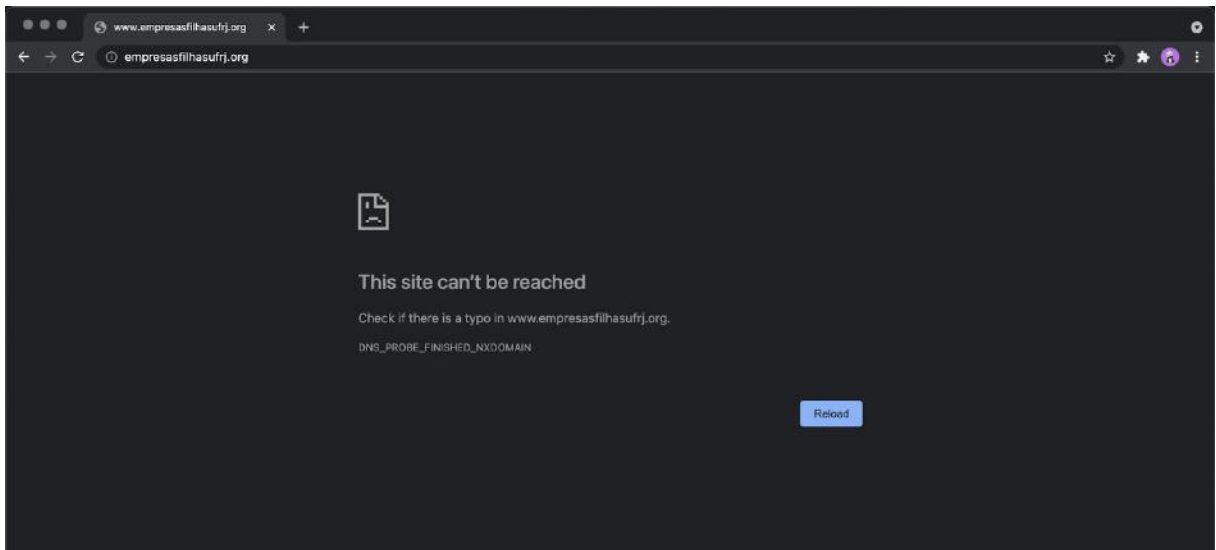 www.empresasfilhasufrj.org
empresasfilhasufrj.org
This site can't be reached
Check if there is a typo in www.empresasfilhasufrj.org.
DNS_PROBE_FINISHED_NXDOMAIN
Reload